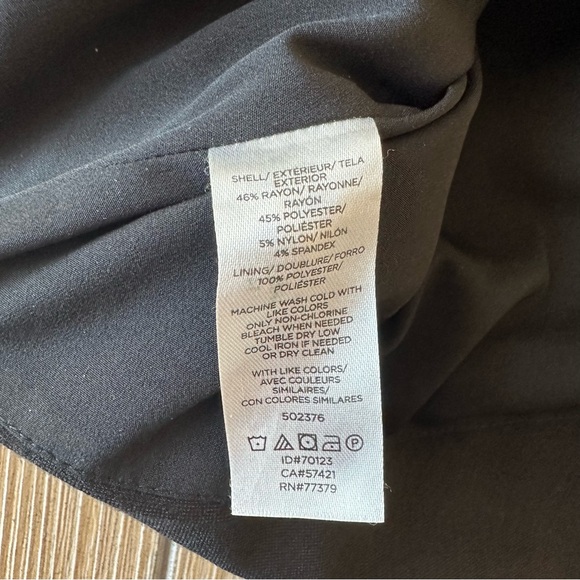 SHELL/ EXTÉRIEUR/ TELA
EXTERIOR
46% RAYON/ RAYONNE/
RAYÓN
45% POLYESTER/
POLIÉSTER
5% NYLON/ NILÓN
4% SPANDEX
LINING/ DOUBLURE/ FORRO
100% POLYESTER/
POLIÉSTER
MACHINE WASH COLD WITH
LIKE COLORS
ONLY NON-CHLORINE
BLEACH WHEN NEEDED
TUMBLE DRY LOW
COOL IRON IF NEEDED
OR DRY CLEAN
WITH LIKE COLORS/
AVEC COULEURS
SIMILAIRES/
CON COLORES SIMILARES
502376
P
ID#70123
CA#57421
RN#77379